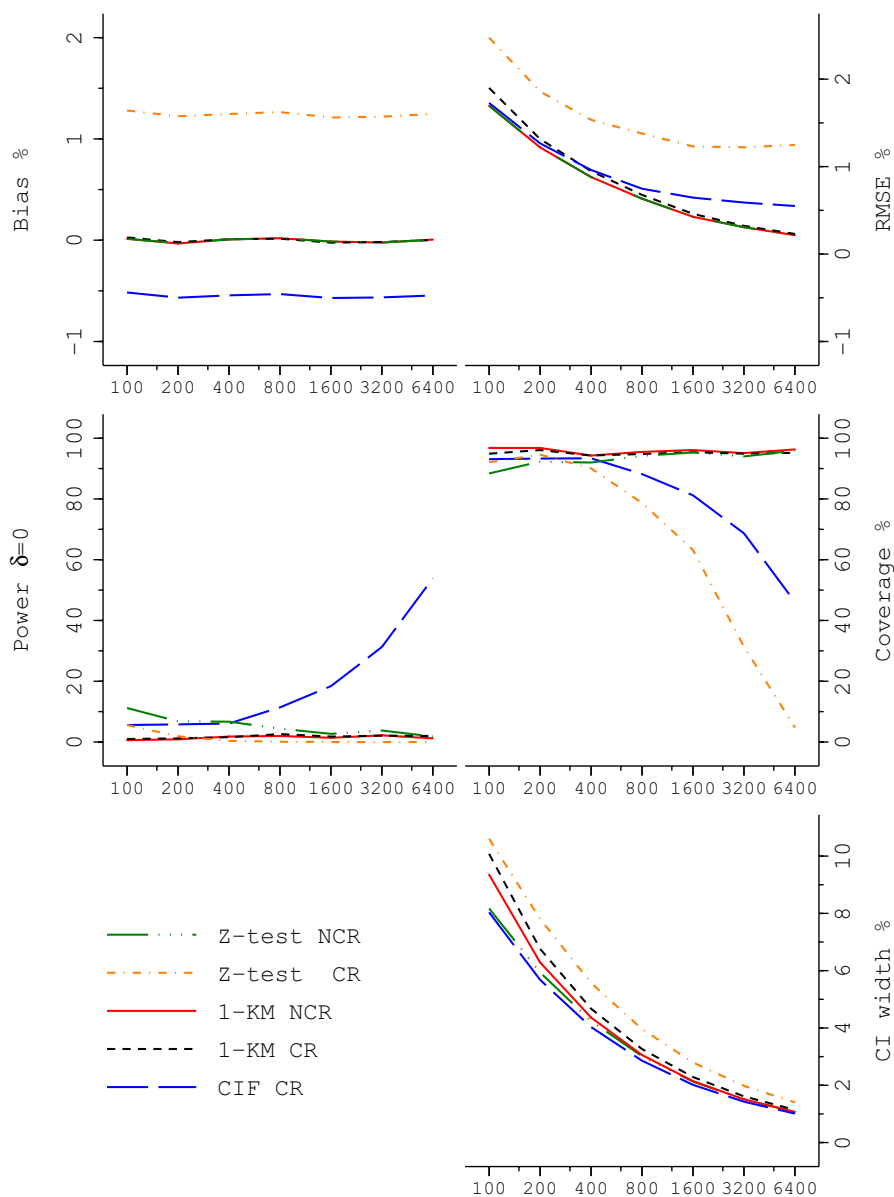 Bias %
2
1
0
−1
100 200 400 800 1600 3200 6400
RMSE %
2
1
0
−1
100 200 400 800 1600 3200 6400
Power δ=0
100
80
60
40
20
0
100 200 400 800 1600 3200 6400
Coverage %
100
80
60
40
20
0
100 200 400 800 1600 3200 6400
Z−test NCR
Z−test CR
1−KM NCR
1−KM CR
CIF CR
CI width %
10
8
6
4
2
0
100 200 400 800 1600 3200 6400